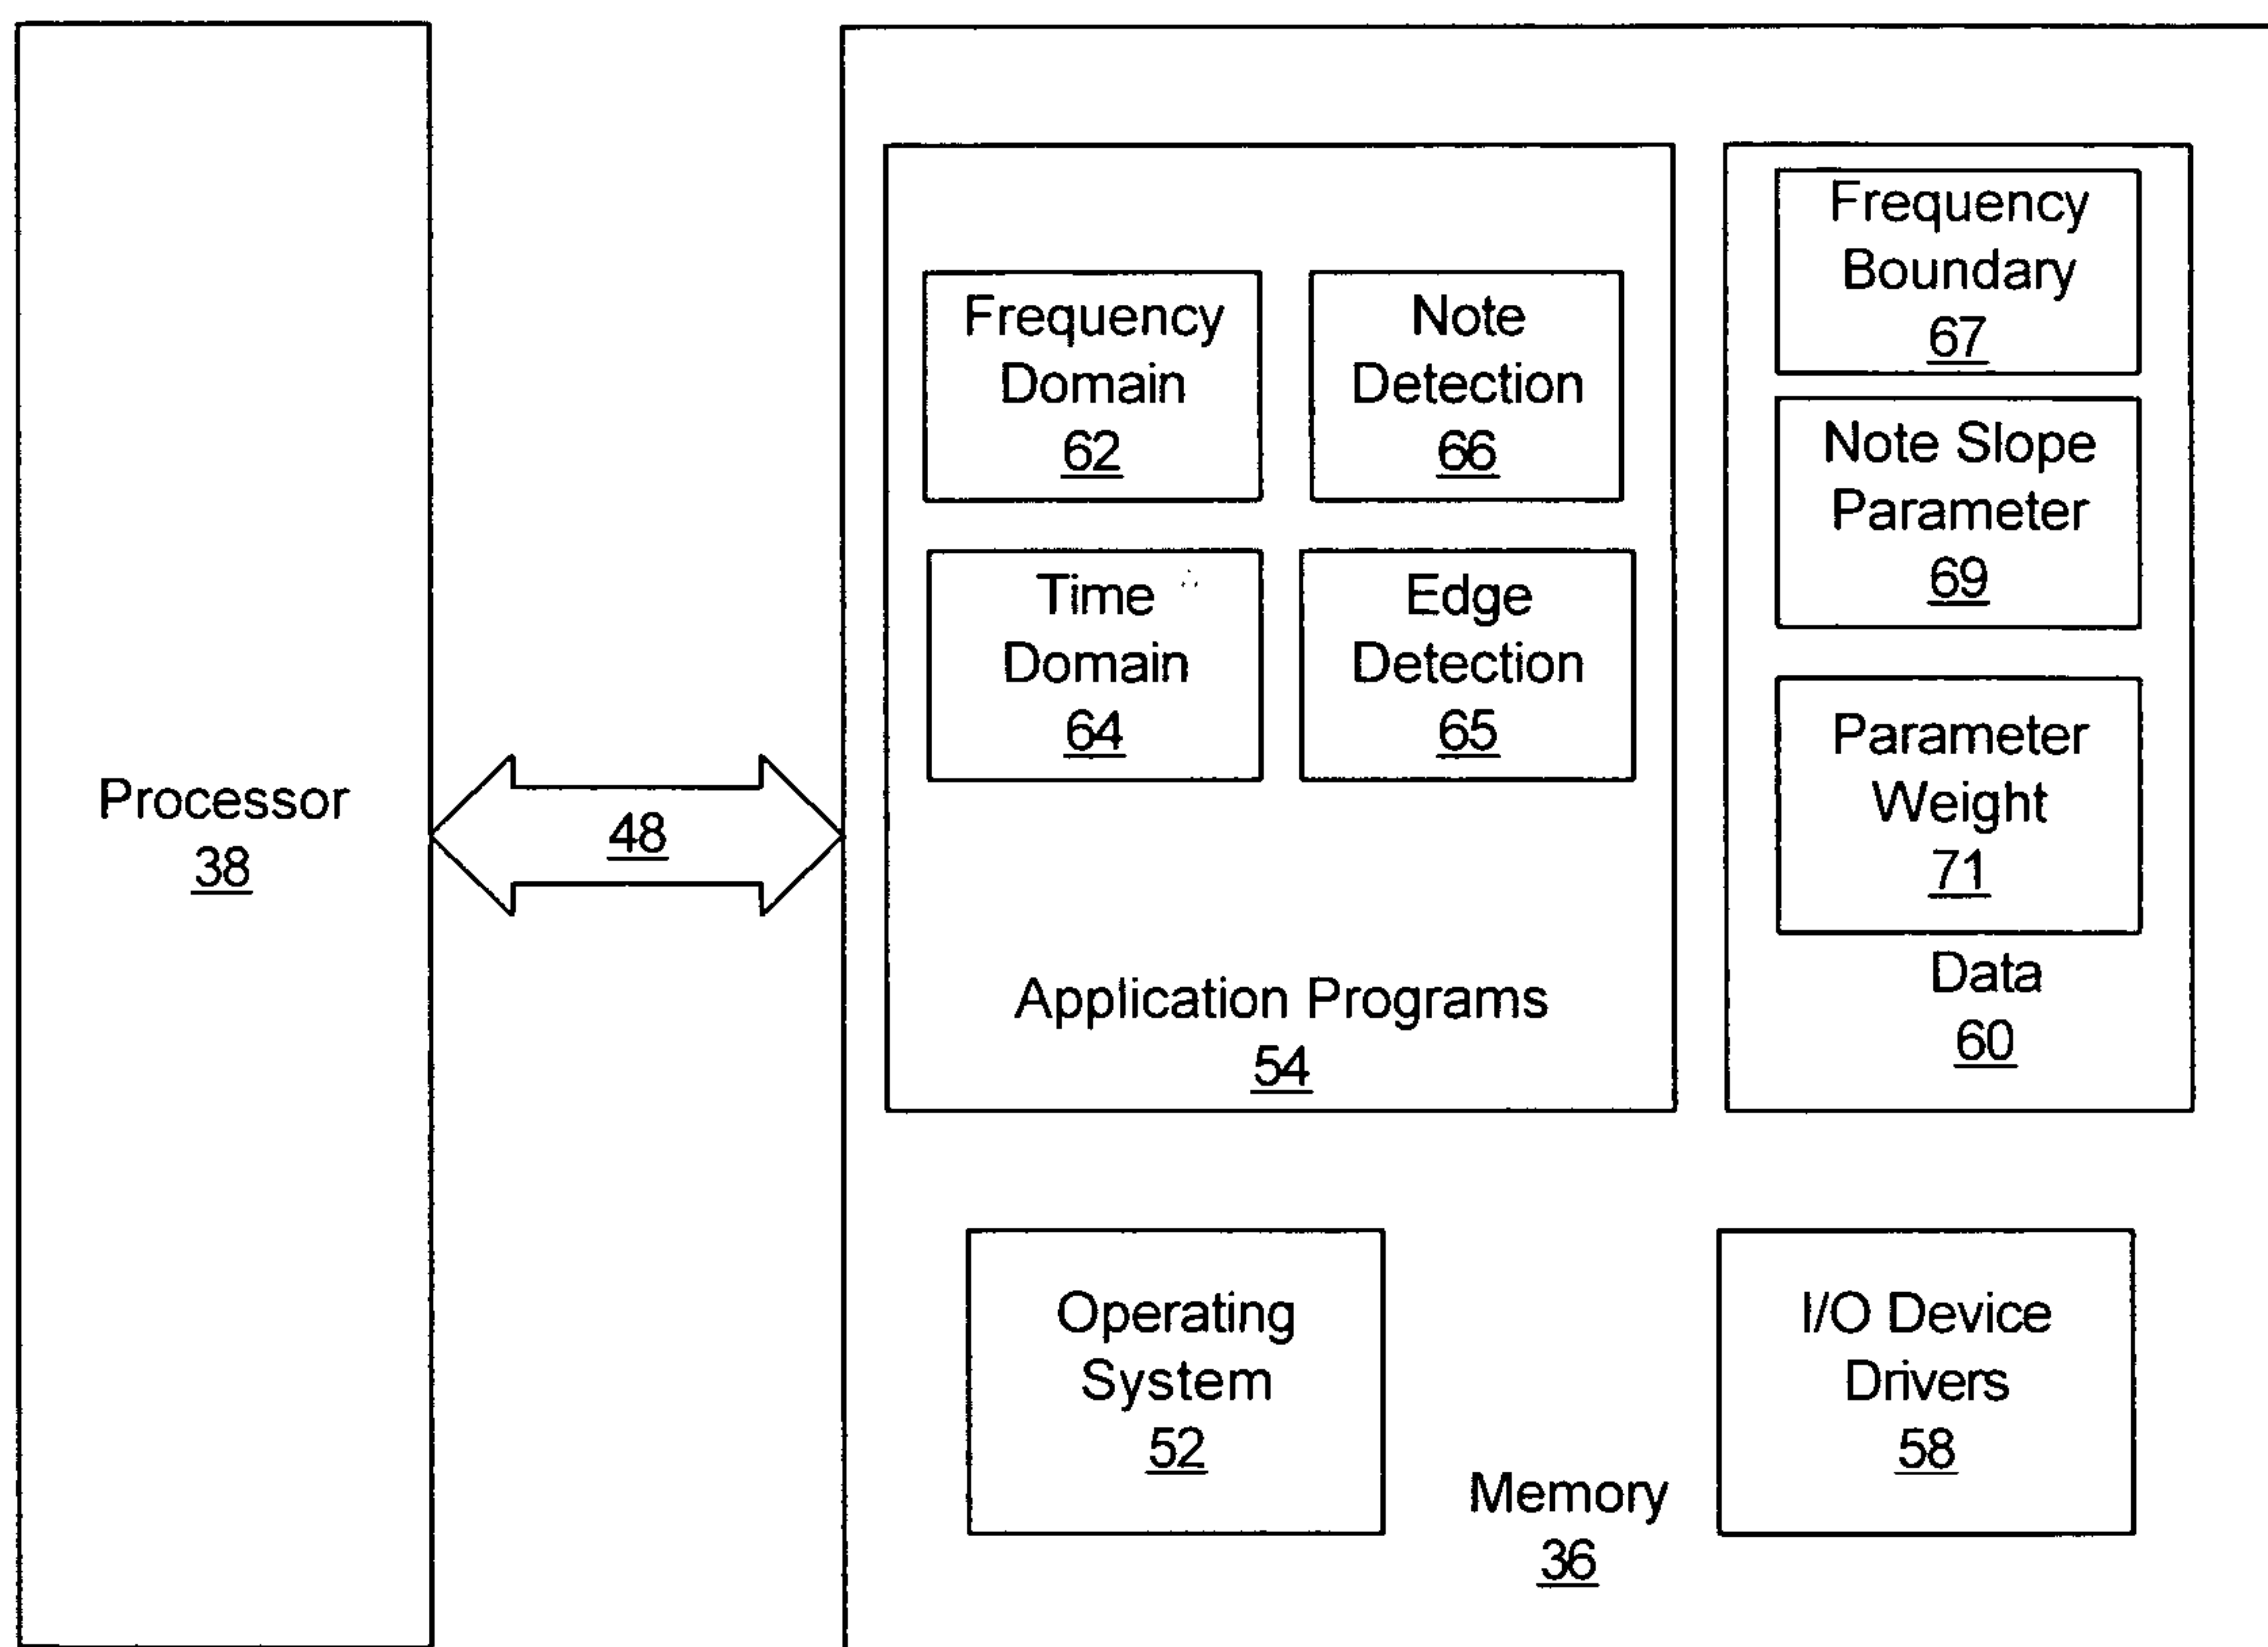 Processor
38
48
Frequency
Domain
62
Note
Detection
66
Time
Domain
64
Edge
Detection
65
Application Programs
54
Frequency
Boundary
67
Note Slope
Parameter
69
Parameter
Weight
71
Data
60
Operating
System
52
I/O Device
Drivers
58
Memory
36